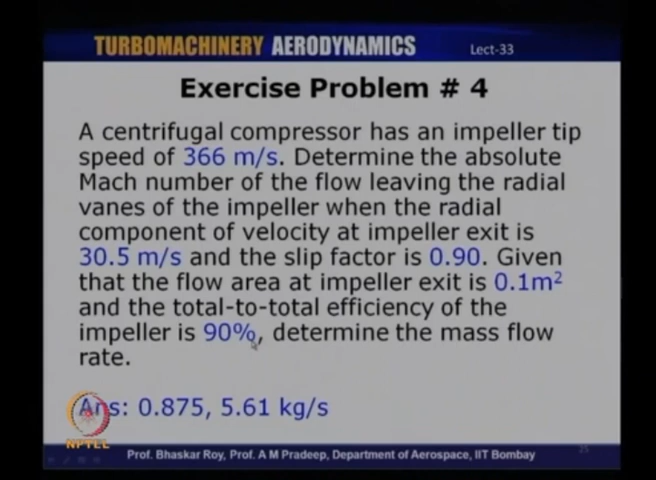 TURBOMACHINERY AERODYNAMICS Lect-33
Exercise Problem # 4
A centrifugal compressor has an impeller tip
speed of 366 m/s. Determine the absolute
Mach number of the flow leaving the radial
vanes of the impeller when the radial
component of velocity at impeller exit is
30.5 m/s and the slip factor is 0.90. Given
that the flow area at impeller exit is 0.1m²
and the total-to-total efficiency of the
impeller is 90%, determine the mass flow
rate.
Ans: 0.875, 5.61 kg/s
NPTEL
Prof. Bhaskar Roy, Prof. A M Pradeep, Department of Aerospace, IIT Bombay
25